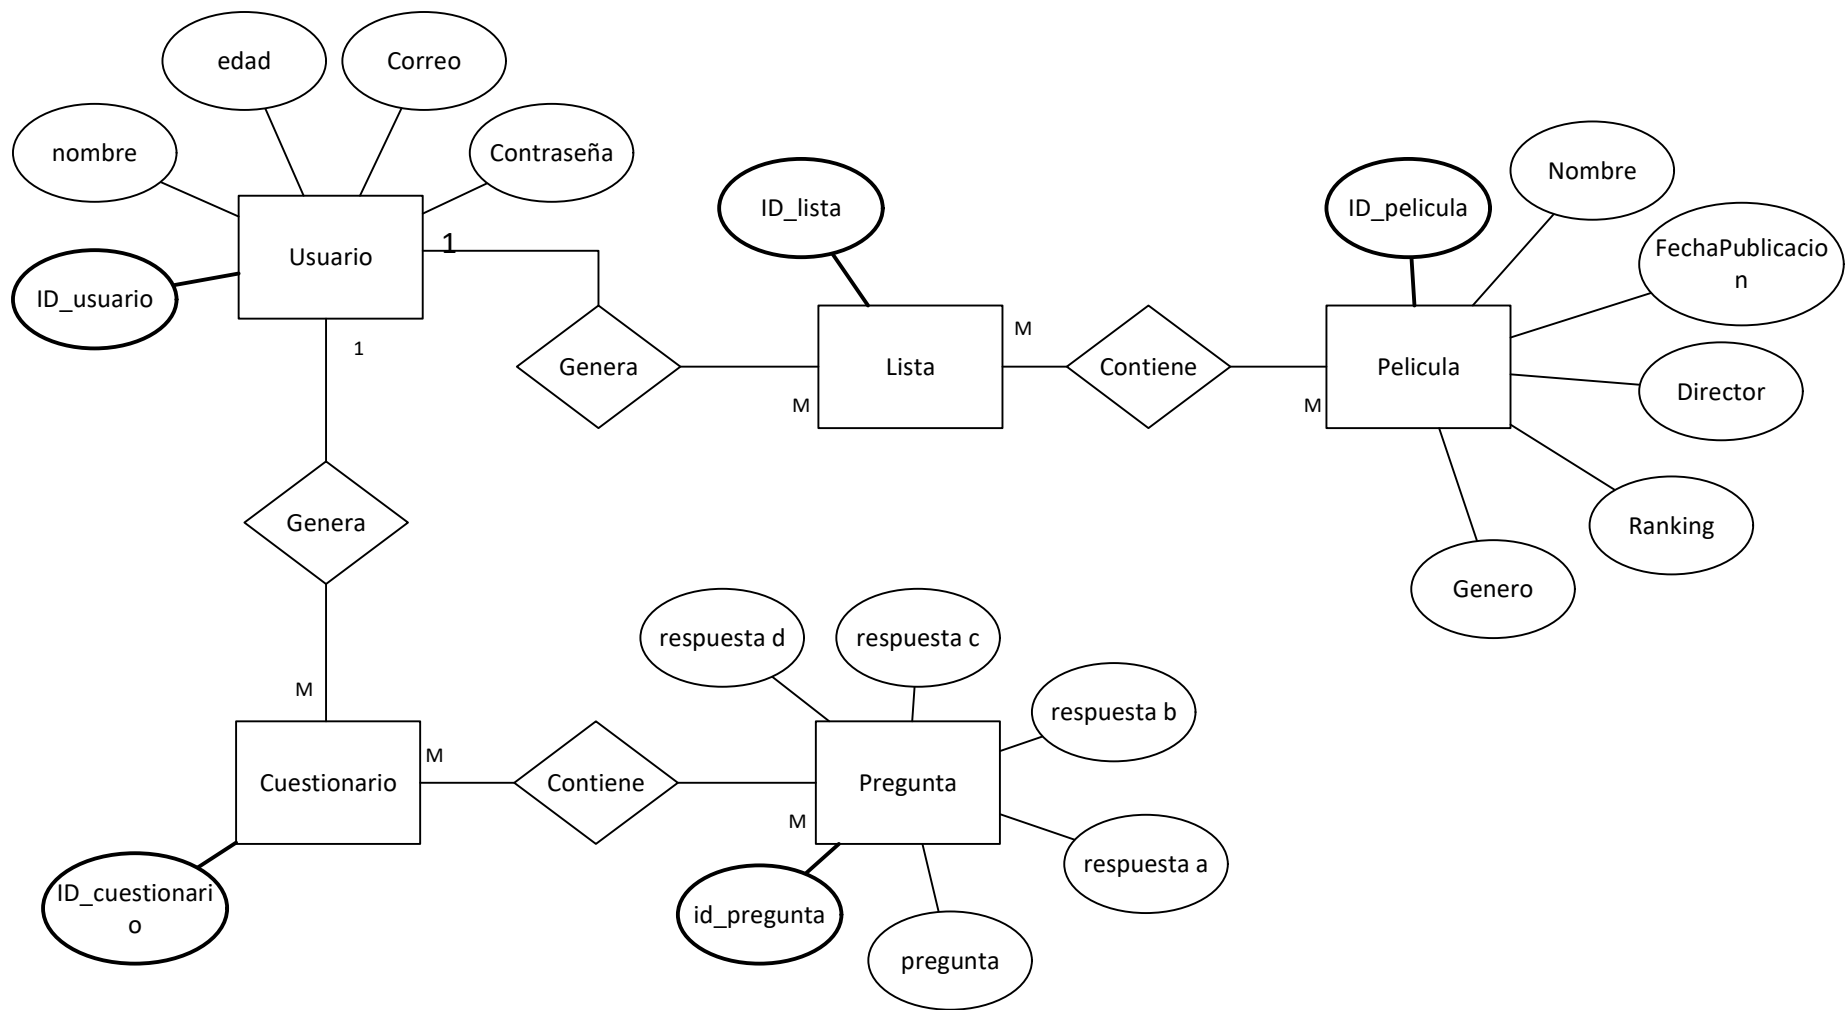 edad
Correo
nombre
Contraseña
Usuario
ID_usuario
1
1
Genera
ID_lista
Lista
M
M
Contiene
ID_pelicula
Pelicula
M
Nombre
FechaPublicacio
n
Director
Ranking
Genero
Genera
M
Cuestionario
ID_cuestionari
o
M
Contiene
M
Pregunta
respuesta d
respuesta c
respuesta b
respuesta a
id_pregunta
pregunta